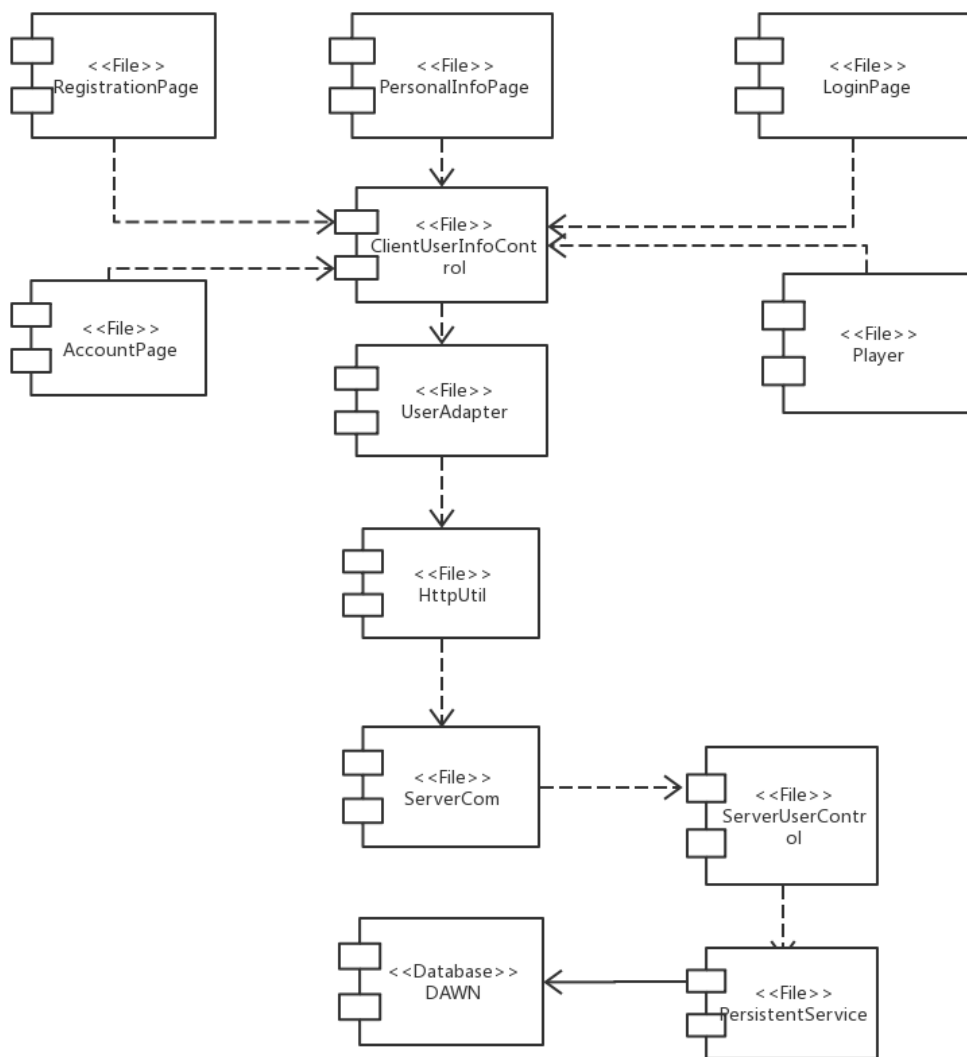 <<File>>
RegistrationPage
<<File>>
PersonalInfoPage
<<File>>
LoginPage
<<File>>
ClientUserInfoCont
rol
<<File>>
AccountPage
<<File>>
Player
<<File>>
UserAdapter
<<File>>
HttpUtil
<<File>>
ServerCom
<<File>>
ServerUserContr
ol
<<Database>>
DAWN
<<File>>
PersistentService